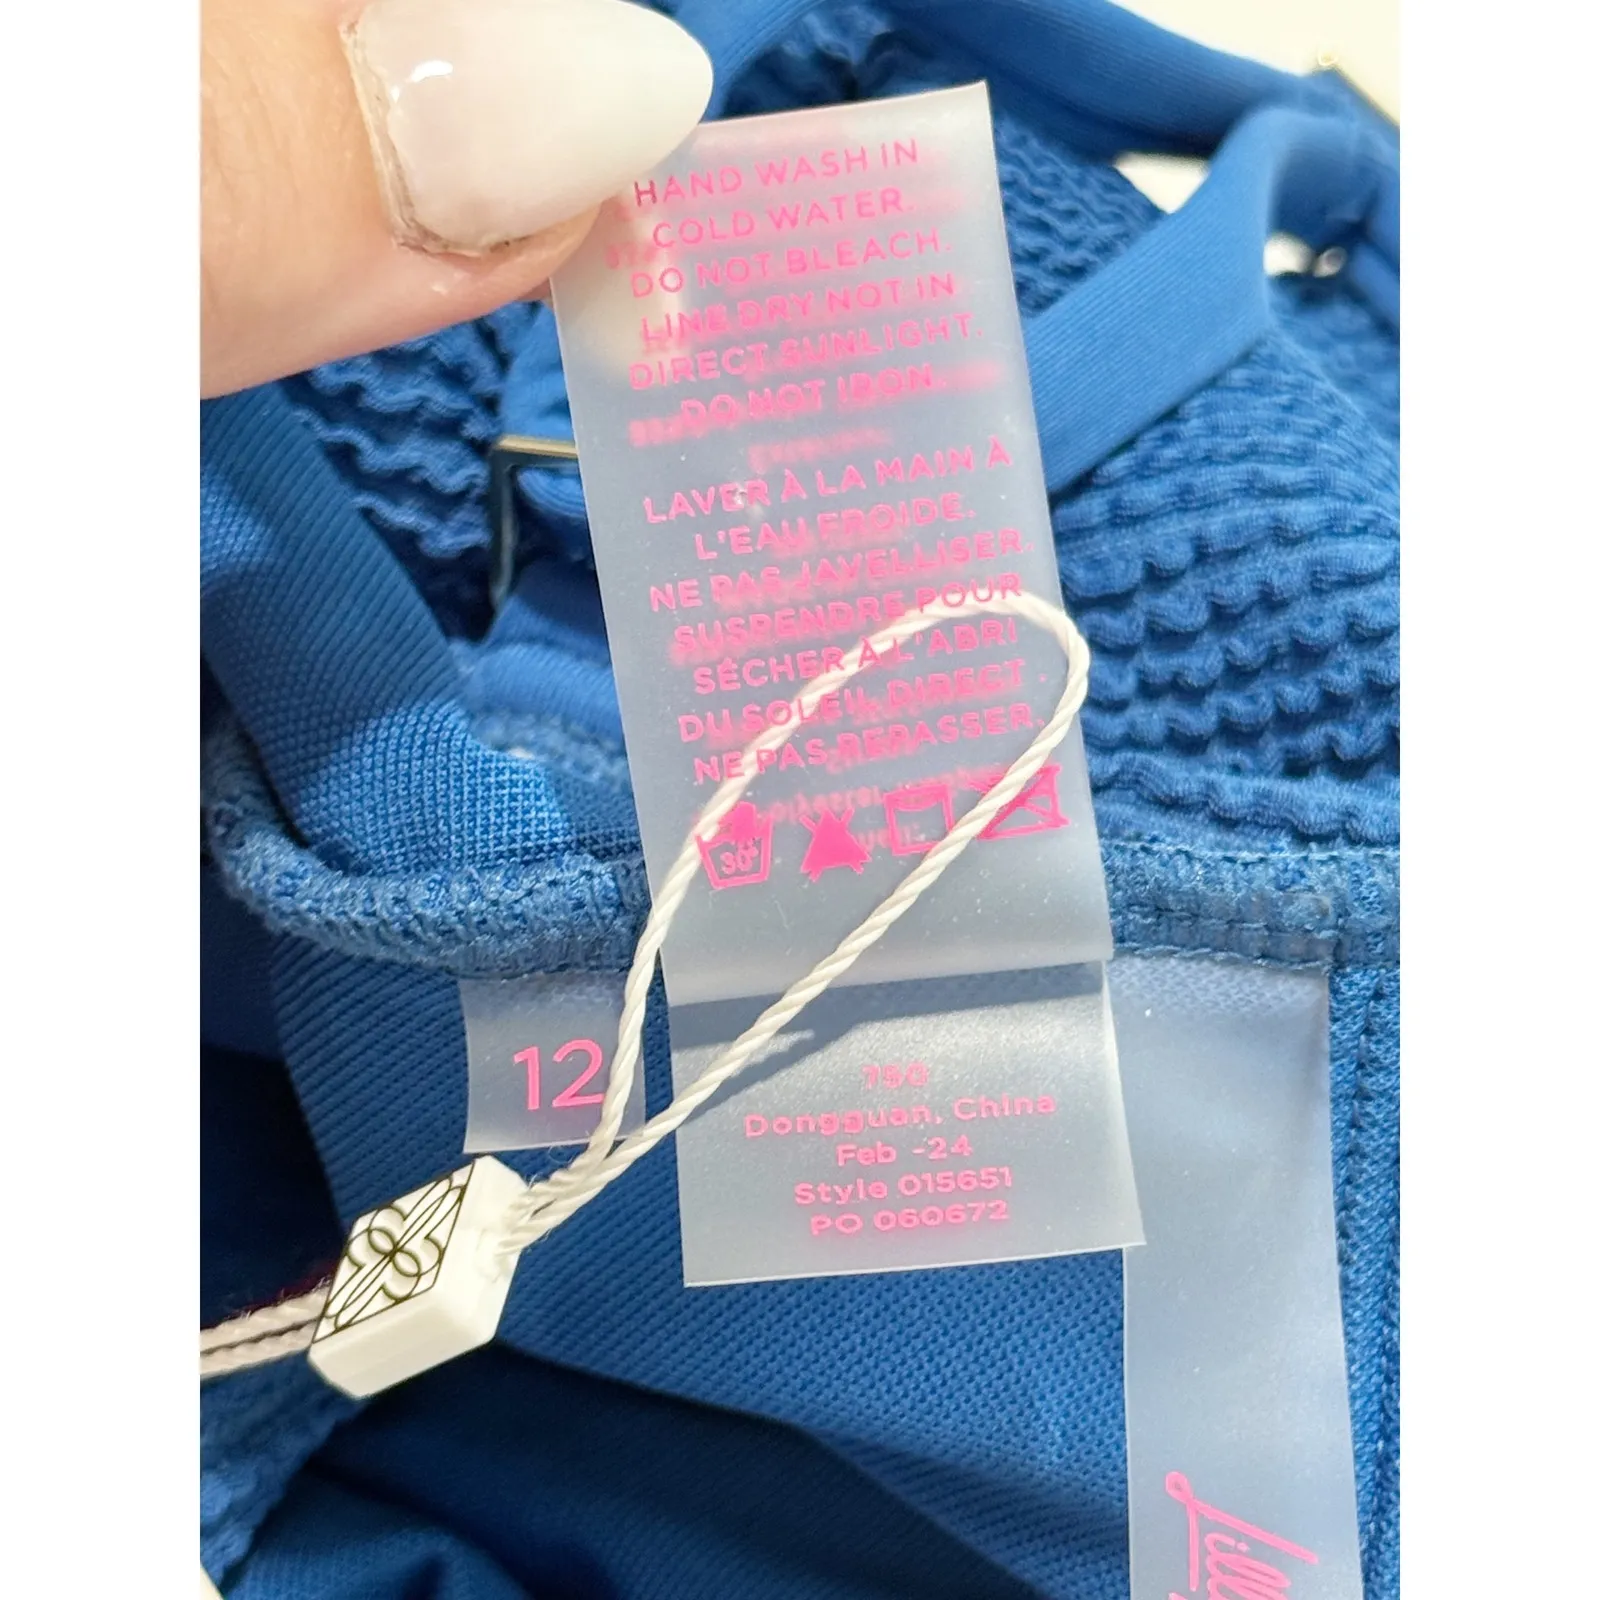 HAND WASH IN
COLD WATER.
DO NOT BLEACH.
LINE DRY NOT IN
DIRECT SUNLIGHT.
DO NOT IRON.
LAVER À LA MAIN À
L'EAU FROIDE.
NE PAS JAVELLISER.
SUSPENDRE POUR
SÉCHER À L'ABRI
DU SOLEIL DIRECT .
NE PAS REPASSER.
30°
12
Dongguan, China
Feb -24
Style 015651
PO 060672
Lill